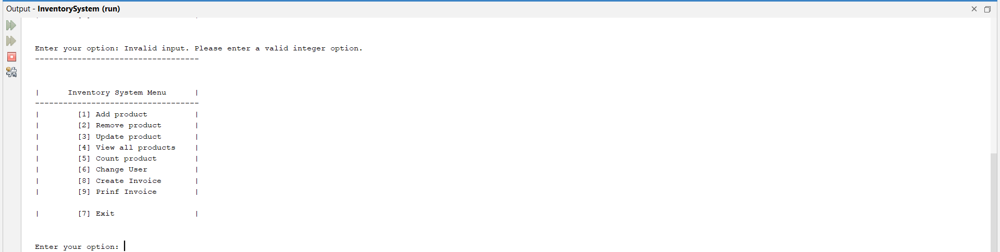 Output - InventorySystem (run)
Enter your option: Invalid input. Please enter a valid integer option.
-----------------------------------
|      Inventory System Menu      |
-----------------------------------
|        [1] Add product          |
|        [2] Remove product       |
|        [3] Update product       |
|        [4] View all products    |
|        [5] Count product        |
|        [6] Change User          |
|        [8] Create Invoice       |
|        [9] Prinf Invoice        |
|        [7] Exit                 |
Enter your option: